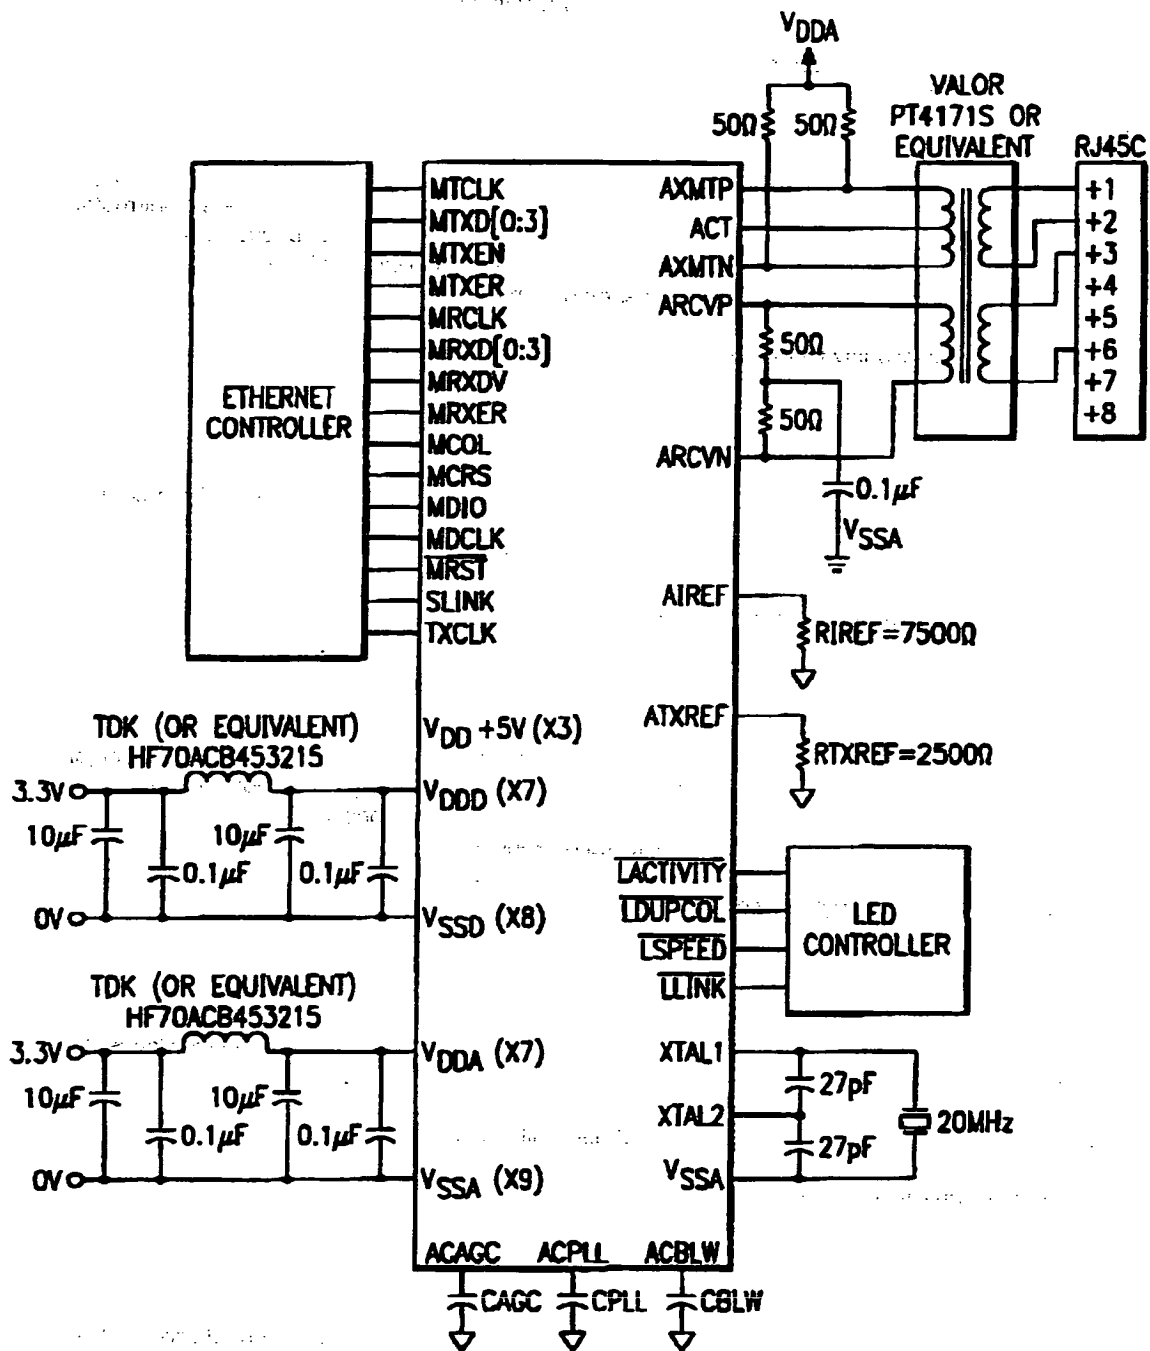 VDDA
VALOR
PT4171S OR
EQUIVALENT
RJ45C
50Ω
50Ω
+1
+2
+3
+4
+5
+6
+7
+8
ETHERNET
CONTROLLER
MTCLK
MTXD[0:3]
MTXEN
MTXER
MRCLK
MRXD[0:3]
MRXDV
MRXER
MCOL
MCRS
MDIO
MDCLK
MRST
SLINK
TXCLK
AXMTP
ACT
AXMTN
ARCVP
50Ω
50Ω
ARCVN
0.1µF
VSSA
AIREF
RIREF=7500Ω
ATXREF
RTXREF=2500Ω
TDK (OR EQUIVALENT)
HF70ACB453215
VDD +5V (X3)
3.3V
VDDD (X7)
10µF
0.1µF
10µF
0.1µF
0V
VSSD (X8)
LACTIVITY
LDUPCOL
LSPEED
LLINK
LED
CONTROLLER
TDK (OR EQUIVALENT)
HF70ACB453215
3.3V
VDDA (X7)
10µF
0.1µF
10µF
0.1µF
0V
VSSA (X9)
XTAL1
27pF
XTAL2
20MHz
27pF
VSSA
ACAGC
ACPLL
ACBLW
CAGC
CPLL
CBLW